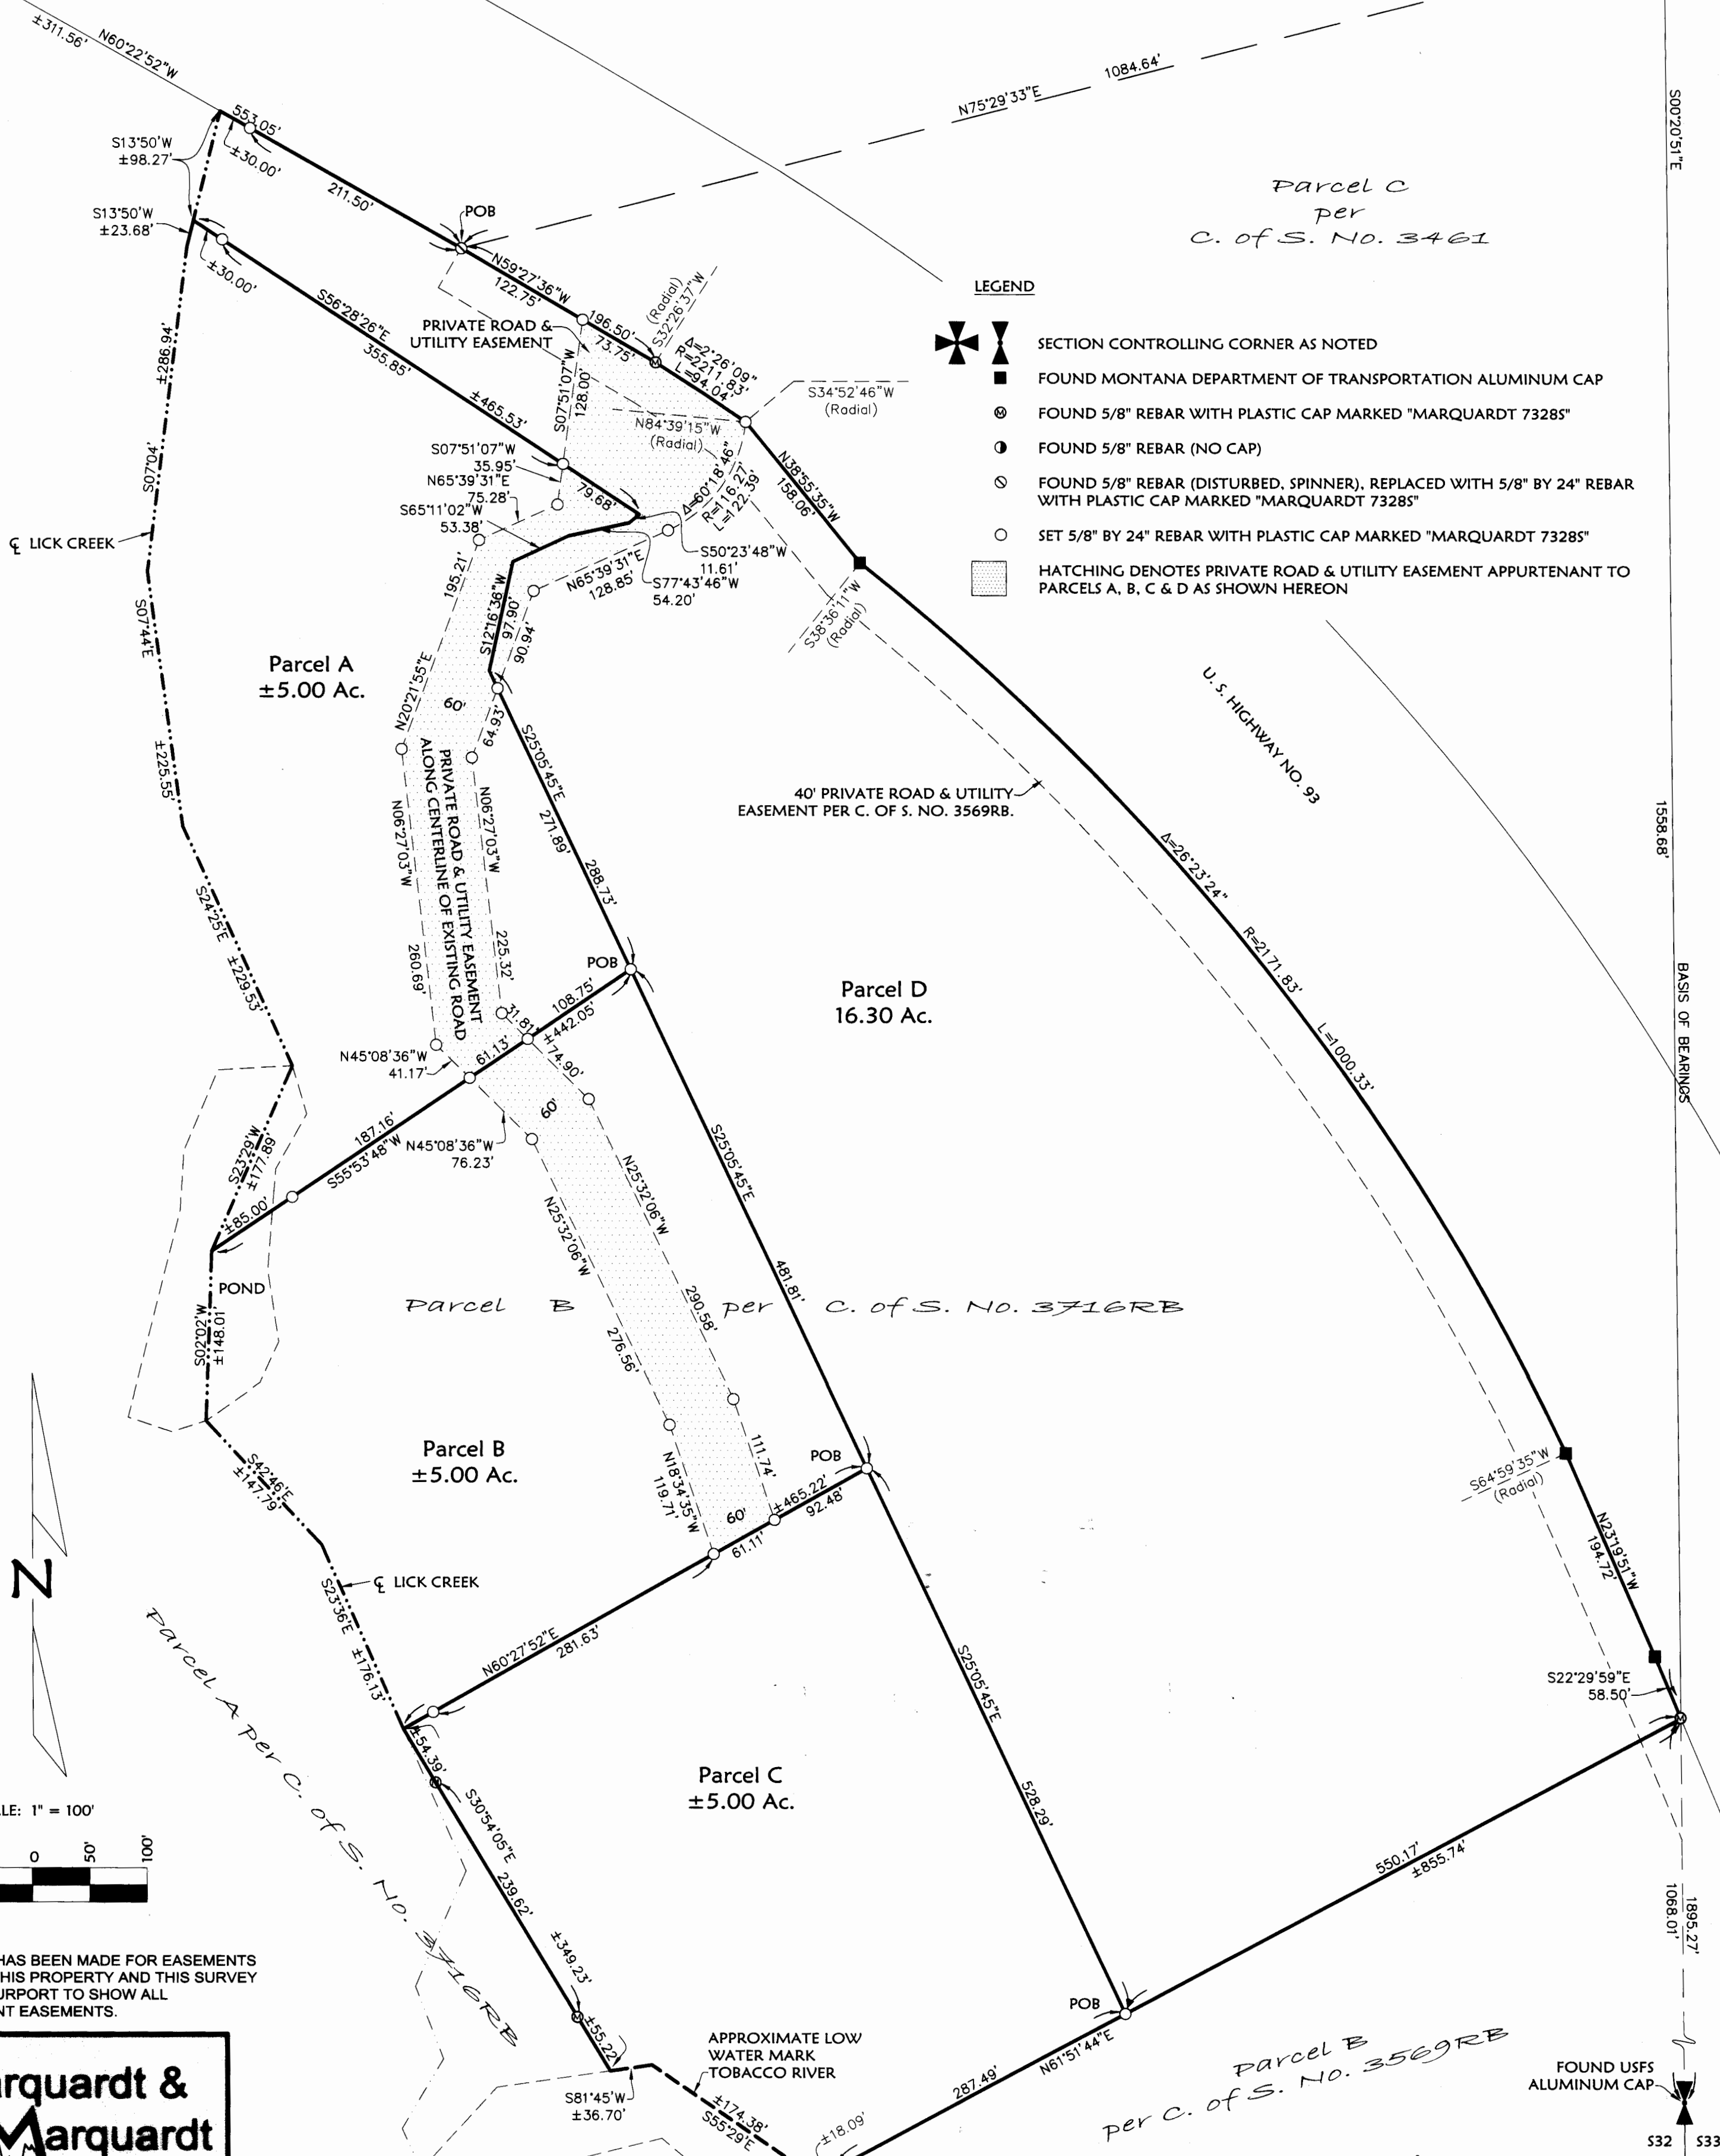 ±311.56'
N60°22'52"W
553.05'
±30.00'
211.50'
S13°50'W
±98.27'
S13°50'W
±23.68'
±30.00'
POB
N75°29'33"E
1084.64'
S00°20'51"E
Parcel C
per
C. of S. No. 3461
N59°27'36"W
122.75'
196.50'
73.75'
(Radial)
S32°26'37"W
Δ=2°26'09"
R=2211.83'
L=94.04'
S34°52'46"W
(Radial)
PRIVATE ROAD &
UTILITY EASEMENT
S07°51'07"W
128.00'
N84°39'15"W
(Radial)
S56°28'26"E
355.85'
±465.53'
±286.94'
S07°04'
S07°51'07"W
35.95'
N65°39'31"E
75.28'
S65°11'02"W
53.38'
79.68'
Δ=60°18'46"
R=116.27'
L=122.39'
N38°55'35"W
158.06'
S50°23'48"W
11.61'
S77°43'46"W
54.20'
N65°39'31"E
128.85'
S38°36'11"W
(Radial)
LEGEND
SECTION CONTROLLING CORNER AS NOTED
FOUND MONTANA DEPARTMENT OF TRANSPORTATION ALUMINUM CAP
FOUND 5/8" REBAR WITH PLASTIC CAP MARKED "MARQUARDT 7328S"
FOUND 5/8" REBAR (NO CAP)
FOUND 5/8" REBAR (DISTURBED, SPINNER), REPLACED WITH 5/8" BY 24" REBAR
WITH PLASTIC CAP MARKED "MARQUARDT 7328S"
SET 5/8" BY 24" REBAR WITH PLASTIC CAP MARKED "MARQUARDT 7328S"
HATCHING DENOTES PRIVATE ROAD & UTILITY EASEMENT APPURTENANT TO
PARCELS A, B, C & D AS SHOWN HEREON
℄ LICK CREEK
S07°44'E
±225.55'
Parcel A
±5.00 Ac.
195.21'
N20°21'55"E
S12°16'36"W
97.90'
90.94'
60'
64.93'
S25°05'45"E
271.89'
288.73'
PRIVATE ROAD & UTILITY EASEMENT
ALONG CENTERLINE OF EXISTING ROAD
N06°27'03"W
260.69'
N06°27'03"W
225.32'
40' PRIVATE ROAD & UTILITY
EASEMENT PER C. OF S. NO. 3569RB.
U. S. HIGHWAY NO. 93
1558.68'
BASIS OF BEARINGS
Δ=26°23'24"
R=2171.83'
L=1000.33'
S24°25'E
±229.53'
POB
108.75'
±442.05'
31.81'
61.13'
±74.90'
N45°08'36"W
41.17'
Parcel D
16.30 Ac.
187.16'
S55°53'48"W
60'
N45°08'36"W
76.23'
S23°29'W
±177.89'
±85.00'
S25°05'45"E
481.81'
N25°32'06"W
290.58'
N25°32'06"W
276.56'
POND
S02°02'W
±148.01'
Parcel B per C. of S. No. 3716RB
Parcel B
±5.00 Ac.
S42°46'E
±147.79'
111.74'
N18°34'35"W
119.71'
POB
±465.22'
92.48'
60'
61.11'
S64°59'35"W
(Radial)
N23°19'51"W
194.72'
S22°29'59"E
58.50'
N
℄ LICK CREEK
S23°36'E
±176.13'
N60°27'52"E
281.63'
Parcel A per C. of S. No. 3716RB
±54.39'
S30°54'05"E
239.62'
±349.23'
±55.22'
Parcel C
±5.00 Ac.
S25°05'45"E
528.29'
550.17'
±855.74'
1895.27'
1068.01'
LE: 1" = 100'
0 50' 100'
HAS BEEN MADE FOR EASEMENTS
HIS PROPERTY AND THIS SURVEY
URPORT TO SHOW ALL
NT EASEMENTS.
rquardt &
Marquardt
POB
287.49'
N61°51'44"E
APPROXIMATE LOW
WATER MARK
TOBACCO RIVER
S81°45'W
±36.70'
±174.38'
S55°29'E
±18.09'
Parcel B
per C. of S. No. 3569RB
FOUND USFS
ALUMINUM CAP
S32 S33